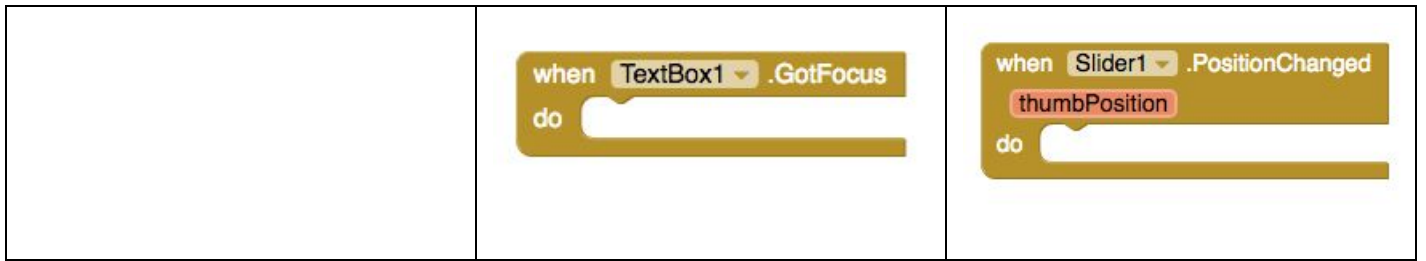 when TextBox1 .GotFocus
do
when Slider1 .PositionChanged
thumbPosition
do